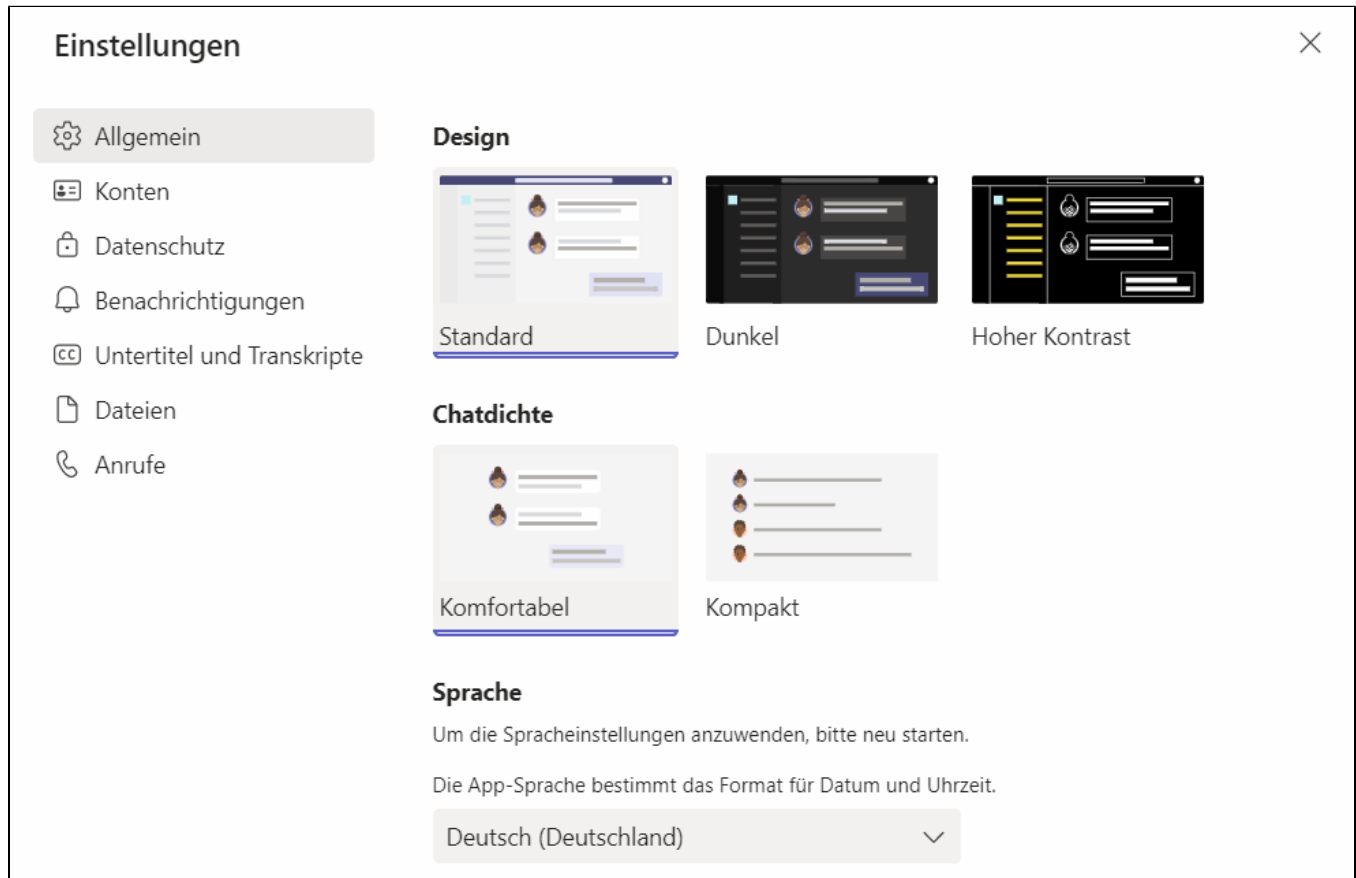 Einstellungen
Allgemein
Konten
Datenschutz
Benachrichtigungen
CC Untertitel und Transkripte
Dateien
Anrufe
Design
Standard
Dunkel
Hoher Kontrast
Chatdichte
Komfortabel
Kompakt
Sprache
Um die Spracheinstellungen anzuwenden, bitte neu starten.
Die App-Sprache bestimmt das Format für Datum und Uhrzeit.
Deutsch (Deutschland)